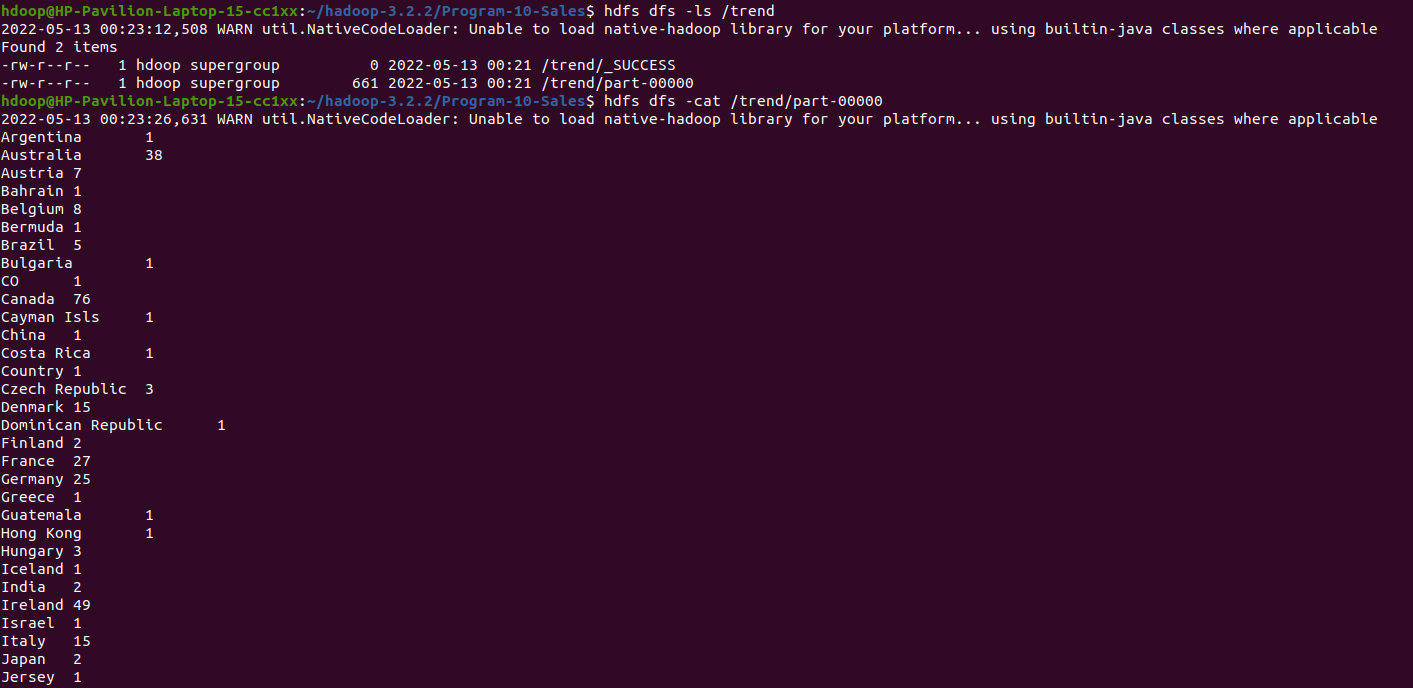 hdoop@HP-Pavilion-Laptop-15-cc1xx:~/hadoop-3.2.2/Program-10-Sales$ hdfs dfs -ls /trend
2022-05-13 00:23:12,508 WARN util.NativeCodeLoader: Unable to load native-hadoop library for your platform... using builtin-java classes where applicable
Found 2 items
-rw-r--r--   1 hdoop supergroup          0 2022-05-13 00:21 /trend/_SUCCESS
-rw-r--r--   1 hdoop supergroup        661 2022-05-13 00:21 /trend/part-00000
hdoop@HP-Pavilion-Laptop-15-cc1xx:~/hadoop-3.2.2/Program-10-Sales$ hdfs dfs -cat /trend/part-00000
2022-05-13 00:23:26,631 WARN util.NativeCodeLoader: Unable to load native-hadoop library for your platform... using builtin-java classes where applicable
Argentina       1
Australia       38
Austria 7
Bahrain 1
Belgium 8
Bermuda 1
Brazil  5
Bulgaria        1
CO      1
Canada  76
Cayman Isls     1
China   1
Costa Rica      1
Country 1
Czech Republic  3
Denmark 15
Dominican Republic      1
Finland 2
France  27
Germany 25
Greece  1
Guatemala       1
Hong Kong       1
Hungary 3
Iceland 1
India   2
Ireland 49
Israel  1
Italy   15
Japan   2
Jersey  1